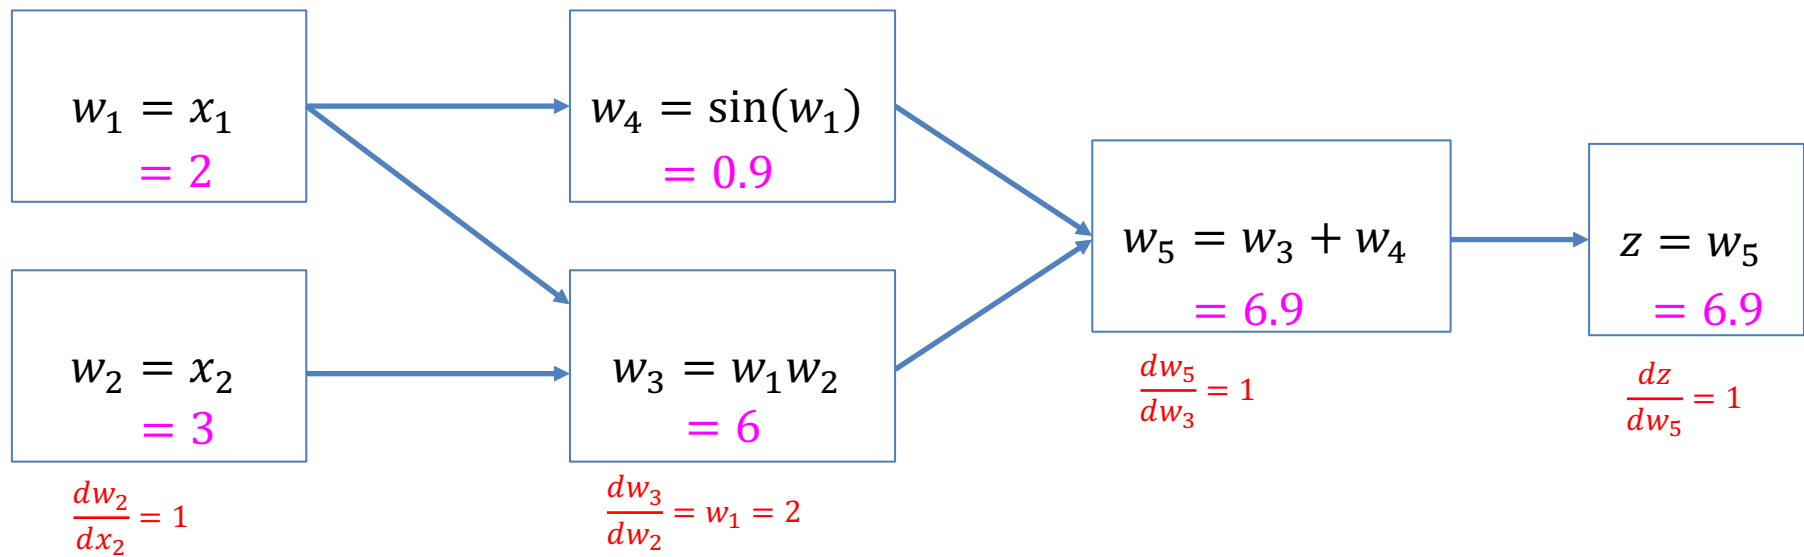 w₁ = x₁
= 2
w₄ = sin(w₁)
= 0.9
w₂ = x₂
= 3
dw₂/dx₂ = 1
w₃ = w₁w₂
= 6
dw₃/dw₂ = w₁ = 2
w₅ = w₃ + w₄
= 6.9
dw₅/dw₃ = 1
z = w₅
= 6.9
dz/dw₅ = 1